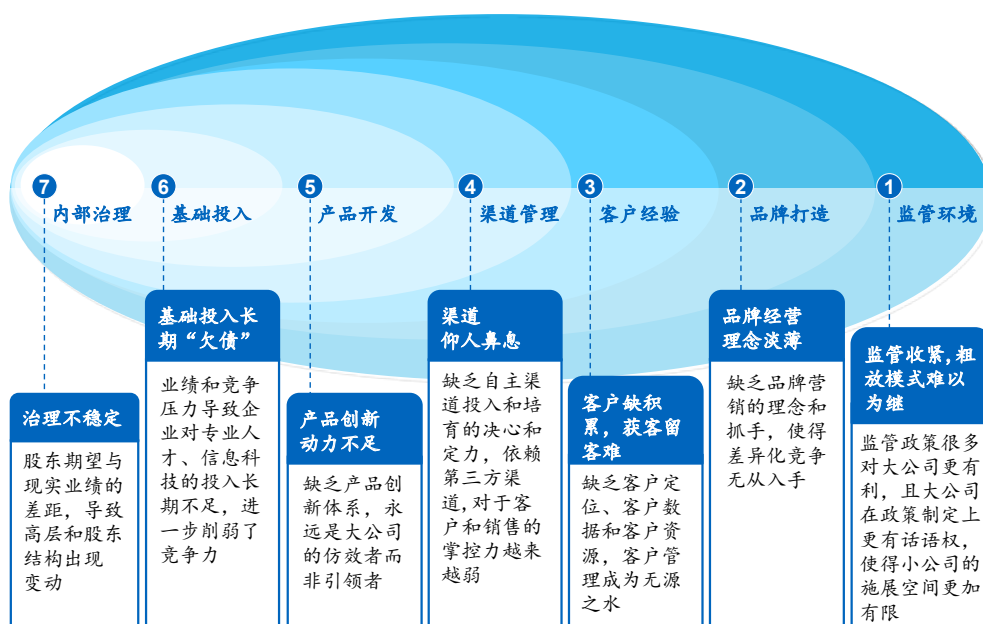 7
内部治理
6
基础投入
5
产品开发
4
渠道管理
3
客户经验
2
品牌打造
1
监管环境
治理不稳定
股东期望与
现实业绩的
差距，导致
高层和股东
结构出现
变动
基础投入长
期“欠债”
业绩和竞争
压力导致企
业对专业人
才、信息科
技的投入长
期不足，进
一步削弱了
竞争力
产品创新
动力不足
缺乏产品创
新体系，永
远是大公司
的仿效者而
非引领者
渠道
仰人鼻息
缺乏自主渠
道投入和培
育的决心和
定力，依赖
第三方渠
道,对于客
户和销售的
掌控力越来
越弱
客户缺积
累，获客留
客难
缺乏客户定
位、客户数
据和客户资
源，客户管
理成为无源
之水
品牌经营
理念淡薄
缺乏品牌营
销的理念和
抓手，使得
差异化竞争
无从入手
监管收紧,粗
放模式难以
为继
监管政策很多
对大公司更有
利，且大公司
在政策制定上
更有话语权，
使得小公司的
施展空间更加
有限